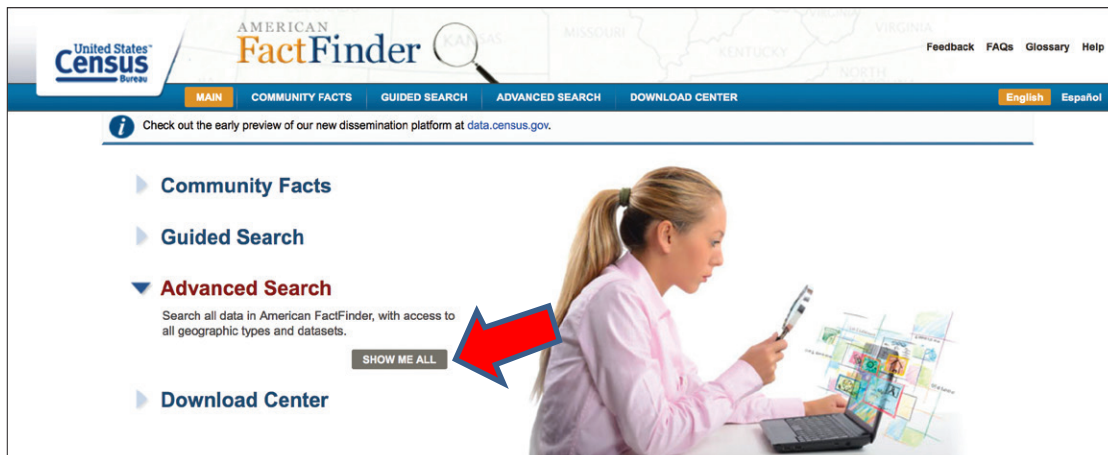 United States™
Census
Bureau
AMERICAN
FactFinder
KANSAS
MISSOURI
KENTUCKY
VIRGINIA
NORTH
Feedback FAQs Glossary Help
MAIN COMMUNITY FACTS GUIDED SEARCH ADVANCED SEARCH DOWNLOAD CENTER English Español
i Check out the early preview of our new dissemination platform at data.census.gov.
Community Facts
Guided Search
Advanced Search
Search all data in American FactFinder, with access to
all geographic types and datasets.
SHOW ME ALL
Download Center